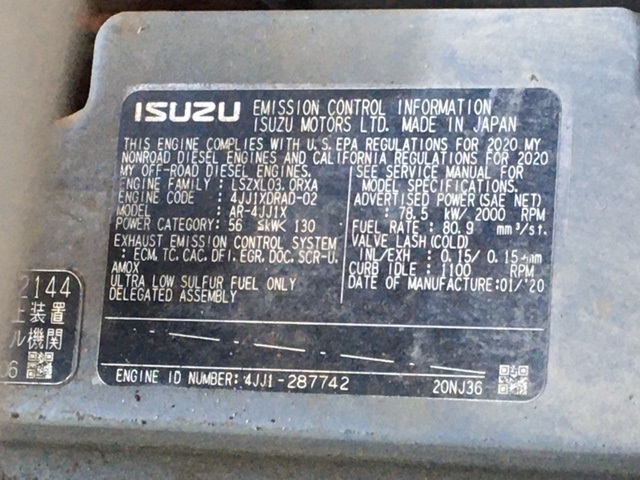 ISUZU EMISSION CONTROL INFORMATION
ISUZU MOTORS LTD. MADE IN JAPAN
THIS ENGINE COMPLIES WITH U.S.EPA REGULATIONS FOR 2020.MY
NONROAD DIESEL ENGINES AND CALIFORNIA REGULATIONS FOR 2020
MY OFF-ROAD DIESEL ENGINES.
ENGINE FAMILY : LSZXL03.0RXA
ENGINE CODE : 4JJ1XDRAD-02
MODEL : AR-4JJ1X
POWER CATEGORY: 56 ≦kW< 130
EXHAUST EMISSION CONTROL SYSTEM
: ECM, TC, CAC, DFI, EGR, DOC, SCR-U,
AMOX
ULTRA LOW SULFUR FUEL ONLY
DELEGATED ASSEMBLY
SEE SERVICE MANUAL FOR
MODEL SPECIFICATIONS.
ADVERTISED POWER(SAE NET)
: 78.5 kW/ 2000 RPM
FUEL RATE : 80.9 mm³/st.
VALVE LASH(COLD)
INL/EXH : 0.15/ 0.15 mm
CURB IDLE : 1100 RPM
DATE OF MANUFACTURE:01/'20
ENGINE ID NUMBER: 4JJ1-287742
20NJ36
2144
装置
ル機関